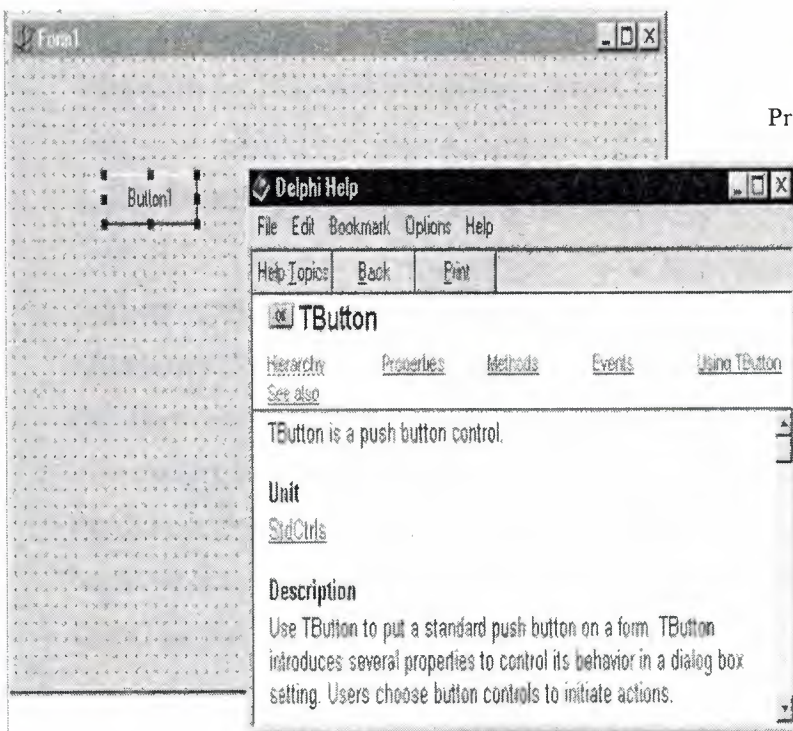 Form1
Pr
Button1
Delphi Help
File Edit Bookmark Options Help
Help Topics Back Print
OK TButton
Hierarchy Properties Methods Events Using TButton
See also
TButton is a push button control.
Unit
StdCtrls
Description
Use TButton to put a standard push button on a form. TButton
introduces several properties to control its behavior in a dialog box
setting. Users choose button controls to initiate actions.